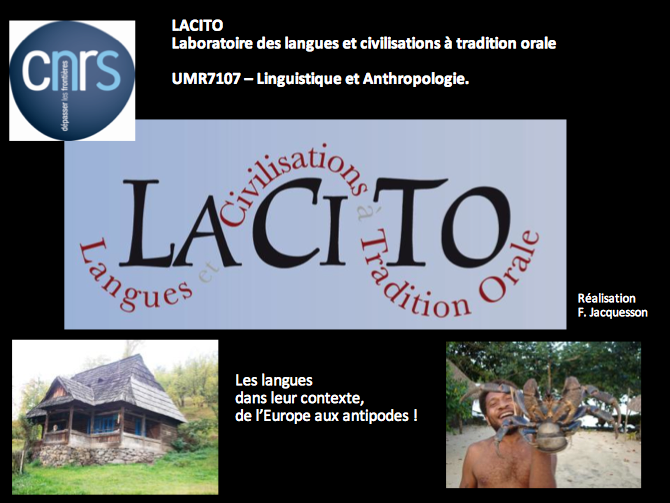 LACITO
Laboratoire des langues et civilisations à tradition orale
UMR7107 – Linguistique et Anthropologie.
cnrs
dépasser les frontières
LACITO
Langues et Civilisations à Tradition Orale
Réalisation
F. Jacquesson
Les langues
dans leur contexte,
de l’Europe aux antipodes !